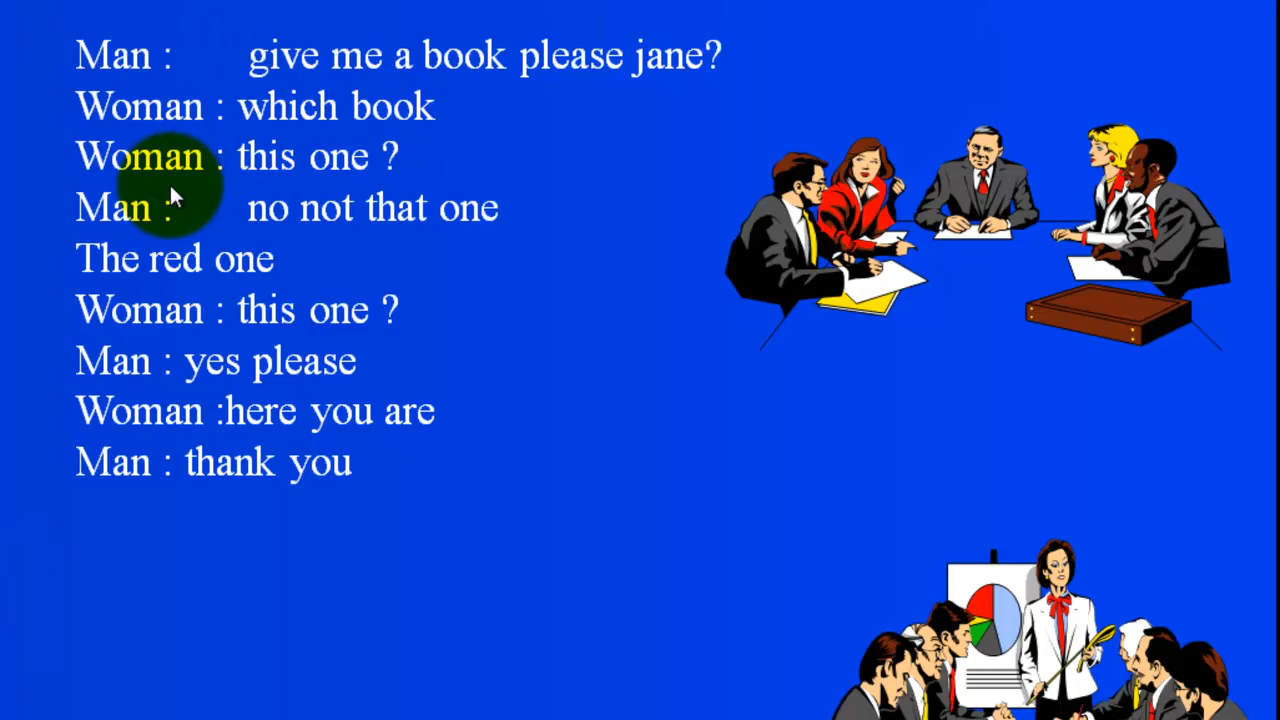 Man : give me a book please jane?
Woman : which book
Woman : this one ?
Man : no not that one
The red one
Woman : this one ?
Man : yes please
Woman :here you are
Man : thank you